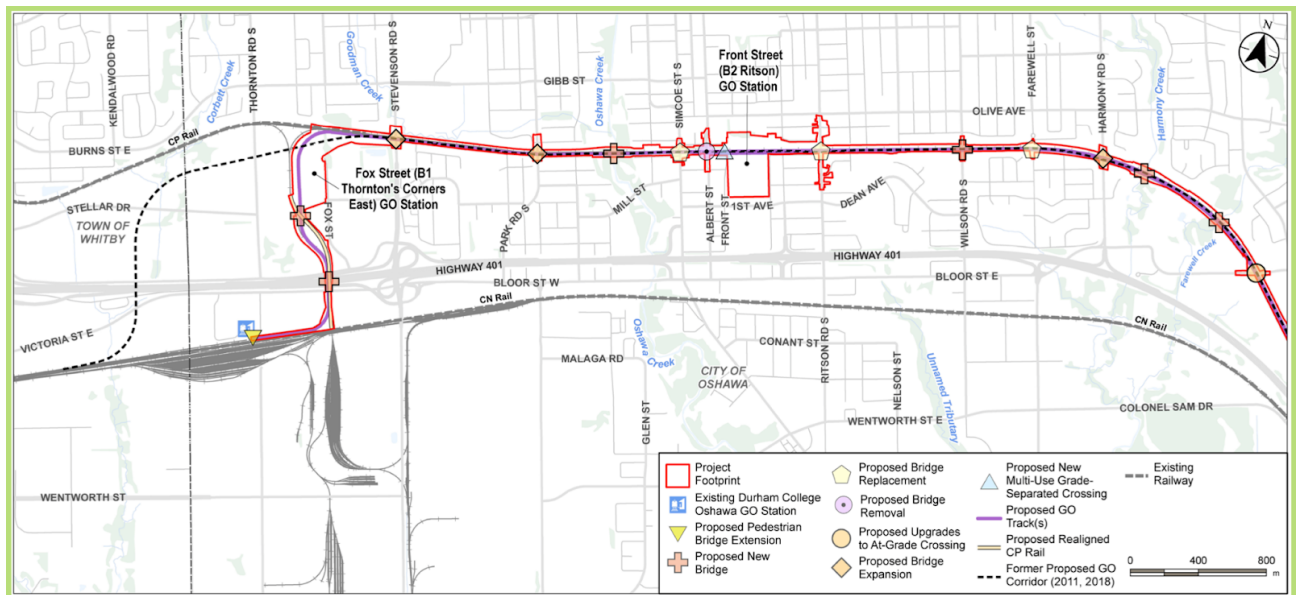 KENDALWOOD RD
Corbett Creek
THORNTON RD S
Goodman Creek
STEVENSON RD S
GIBB ST
Oshawa Creek
SIMCOE ST S
Front Street
(B2 Ritson)
GO Station
FAREWELL ST
OLIVE AVE
HARMONY RD S
Harmony Creek
N
CP Rail
BURNS ST E
Fox Street (B1
Thornton's Corners
East) GO Station
STELLAR DR
TOWN OF
WHITBY
FOX ST
PARK RD S
MILL ST
ALBERT ST
FRONT ST
1ST AVE
DEAN AVE
WILSON RD S
HIGHWAY 401
HIGHWAY 401
BLOOR ST W
BLOOR ST E
Farewell Creek
CN Rail
CN Rail
VICTORIA ST E
MALAGA RD
Oshawa Creek
CITY OF
OSHAWA
CONANT ST
RITSON RD S
NELSON ST
Unnamed Tributary
COLONEL SAM DR
GLEN ST
WENTWORTH ST E
WENTWORTH ST
Project
Footprint
Existing Durham College
Oshawa GO Station
Proposed Pedestrian
Bridge Extension
Proposed New
Bridge
Proposed Bridge
Replacement
Proposed Bridge
Removal
Proposed Upgrades
to At-Grade Crossing
Proposed Bridge
Expansion
Proposed New
Multi-Use Grade-
Separated Crossing
Proposed GO
Track(s)
Proposed Realigned
CP Rail
Former Proposed GO
Corridor (2011, 2018)
Existing
Railway
0 400 800
m